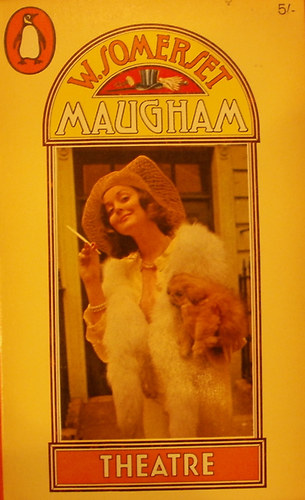 5/-
W. SOMERSET
MAUGHAM
THEATRE